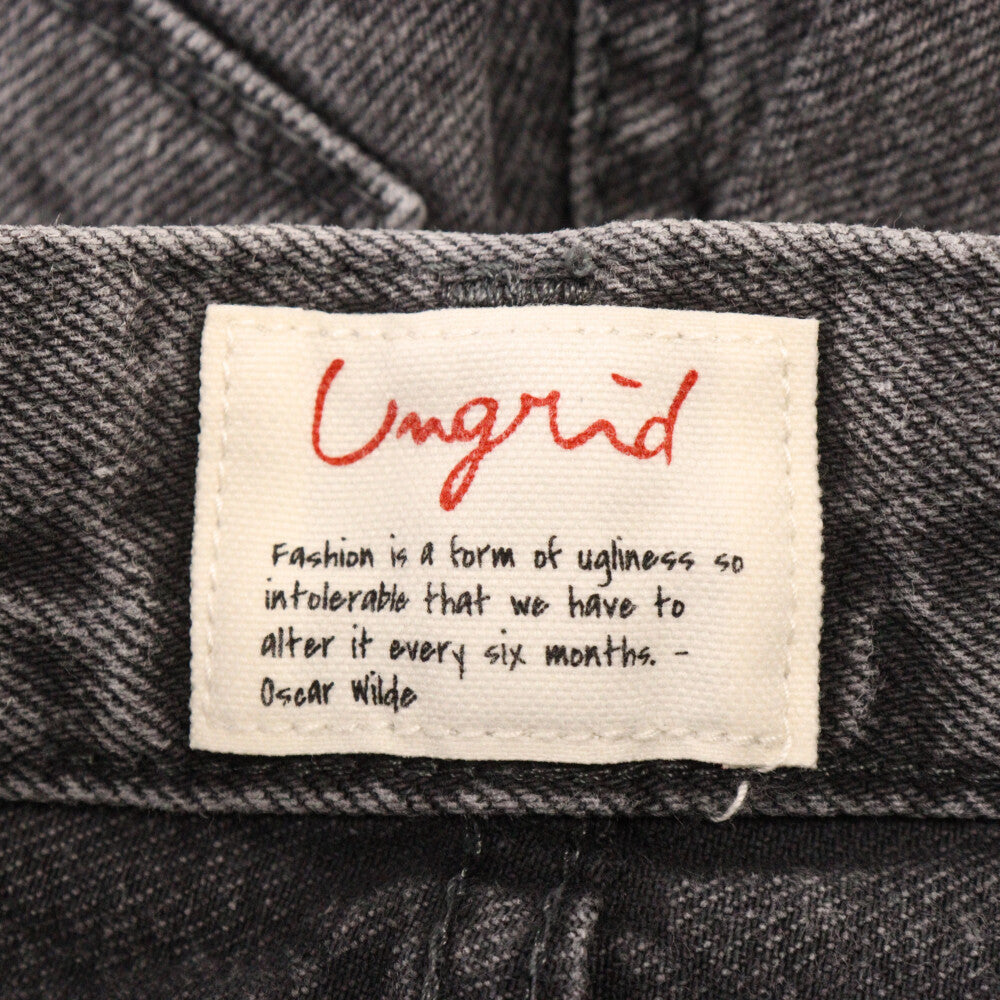 Ungrid
Fashion is a form of ugliness so
intolerable that we have to
alter it every six months. -
Oscar Wilde